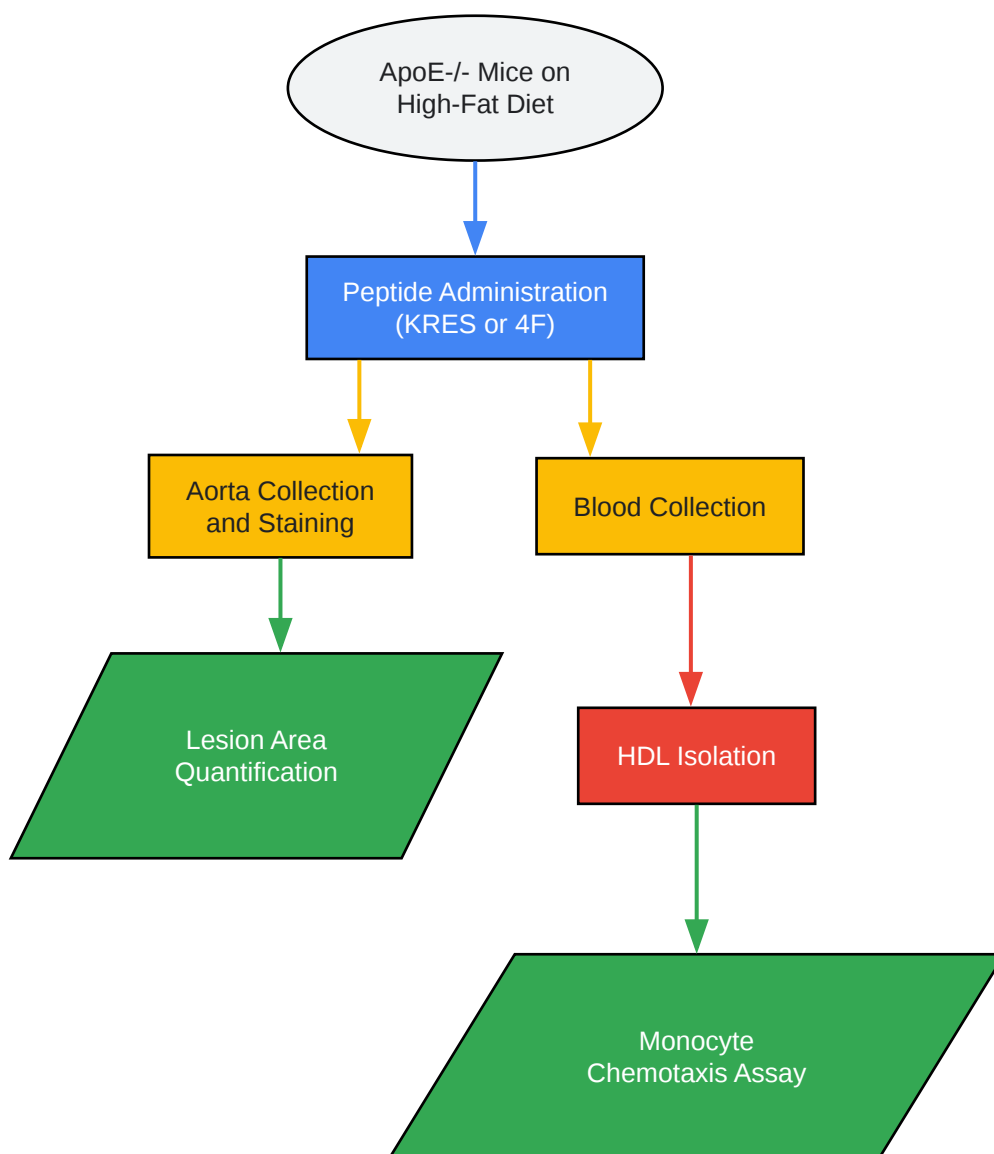 ApoE-/- Mice on
High-Fat Diet
Peptide Administration
(KRES or 4F)
Aorta Collection
and Staining
Blood Collection
Lesion Area
Quantification
HDL Isolation
Monocyte
Chemotaxis Assay